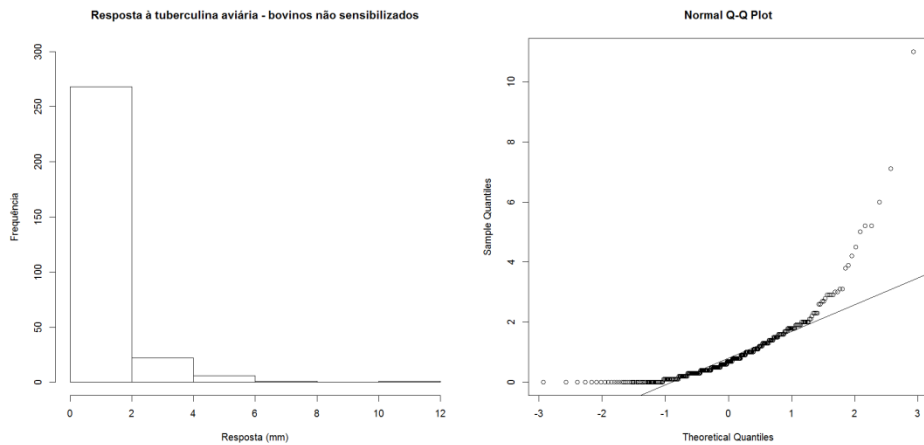 Resposta à tuberculina aviária - bovinos não sensibilizados
Frequência
300
250
200
150
100
50
0
0 2 4 6 8 10 12
Resposta (mm)
Normal Q-Q Plot
Sample Quantiles
10
8
6
4
2
0
-3 -2 -1 0 1 2 3
Theoretical Quantiles